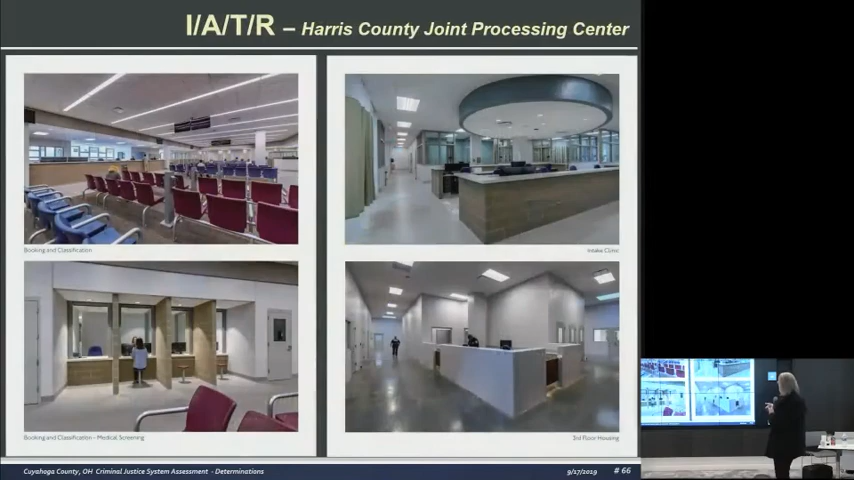 I/A/T/R – Harris County Joint Processing Center
Booking and Classification
Intake Clinic
Booking and Classification - Medical Screening
3rd Floor Housing
Cuyahoga County, OH Criminal Justice System Assessment - Determinations
9/17/2019
# 66